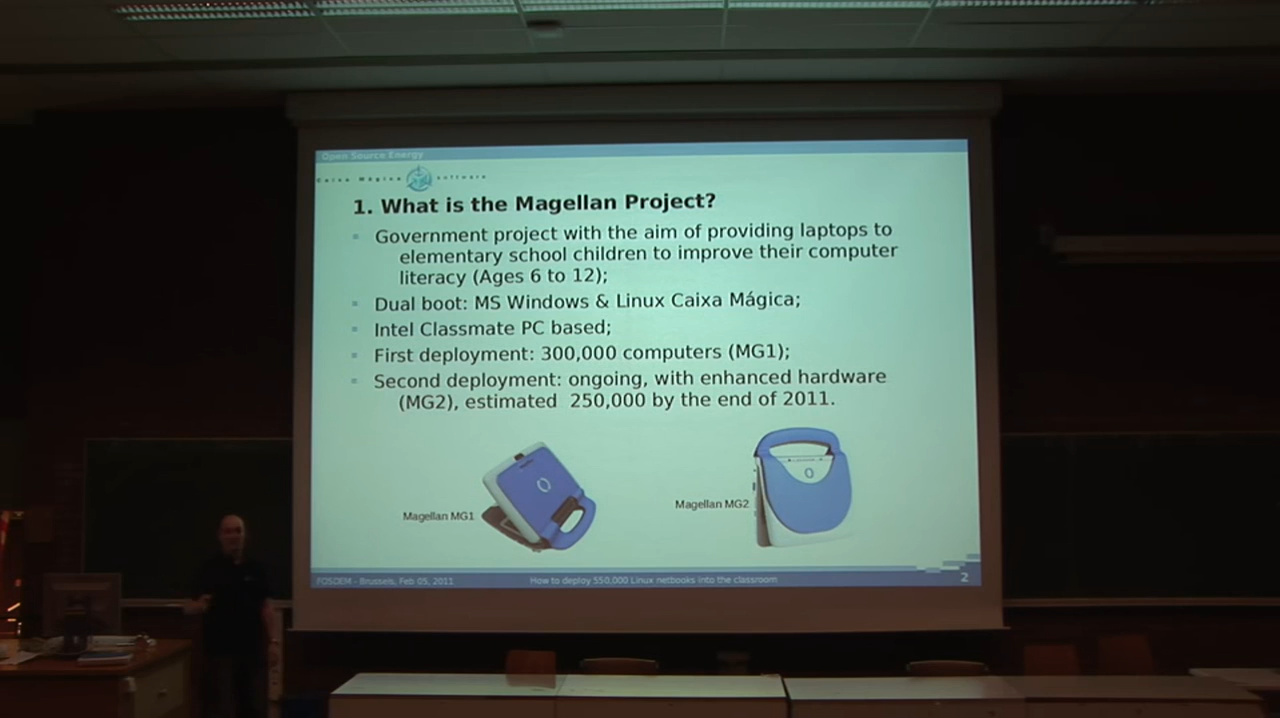 Open Source Energy
Caixa Mágica software
1. What is the Magellan Project?
Government project with the aim of providing laptops to
elementary school children to improve their computer
literacy (Ages 6 to 12);
Dual boot: MS Windows & Linux Caixa Mágica;
Intel Classmate PC based;
First deployment: 300,000 computers (MG1);
Second deployment: ongoing, with enhanced hardware
(MG2), estimated 250,000 by the end of 2011.
Magellan MG1
Magellan MG2
FOSDEM - Brussels, Feb 05, 2011
How to deploy 550,000 Linux netbooks into the classroom
2